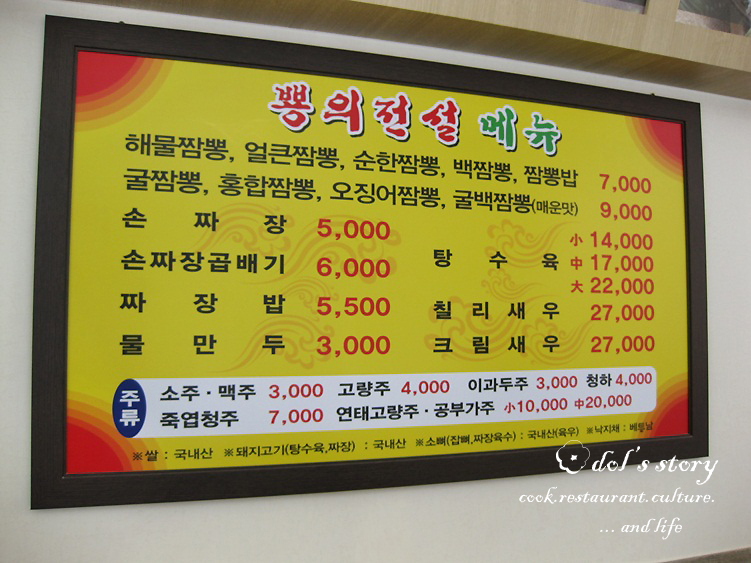 뽕의전설 메뉴
해물짬뽕, 얼큰짬뽕, 순한짬뽕, 백짬뽕, 짬뽕밥 7,000
굴짬뽕, 홍합짬뽕, 오징어짬뽕, 굴백짬뽕(매운맛) 9,000
손 짜 장 5,000
손짜장곱배기 6,000
짜 장 밥 5,500
물 만 두 3,000
탕 수 육 小 14,000
中 17,000
大 22,000
칠 리 새 우 27,000
크 림 새 우 27,000
주류
소주·맥주 3,000 고량주 4,000 이과두주 3,000 청하 4,000
죽엽청주 7,000 연태고량주·공부가주 小10,000 中20,000
※쌀 : 국내산 ※돼지고기(탕수육,짜장) : 국내산 ※소뼈(잡뼈,짜장육수) : 국내산(육우) ※낙지채 : 베트남
dol's story
cook.restaurant.culture.
... and life